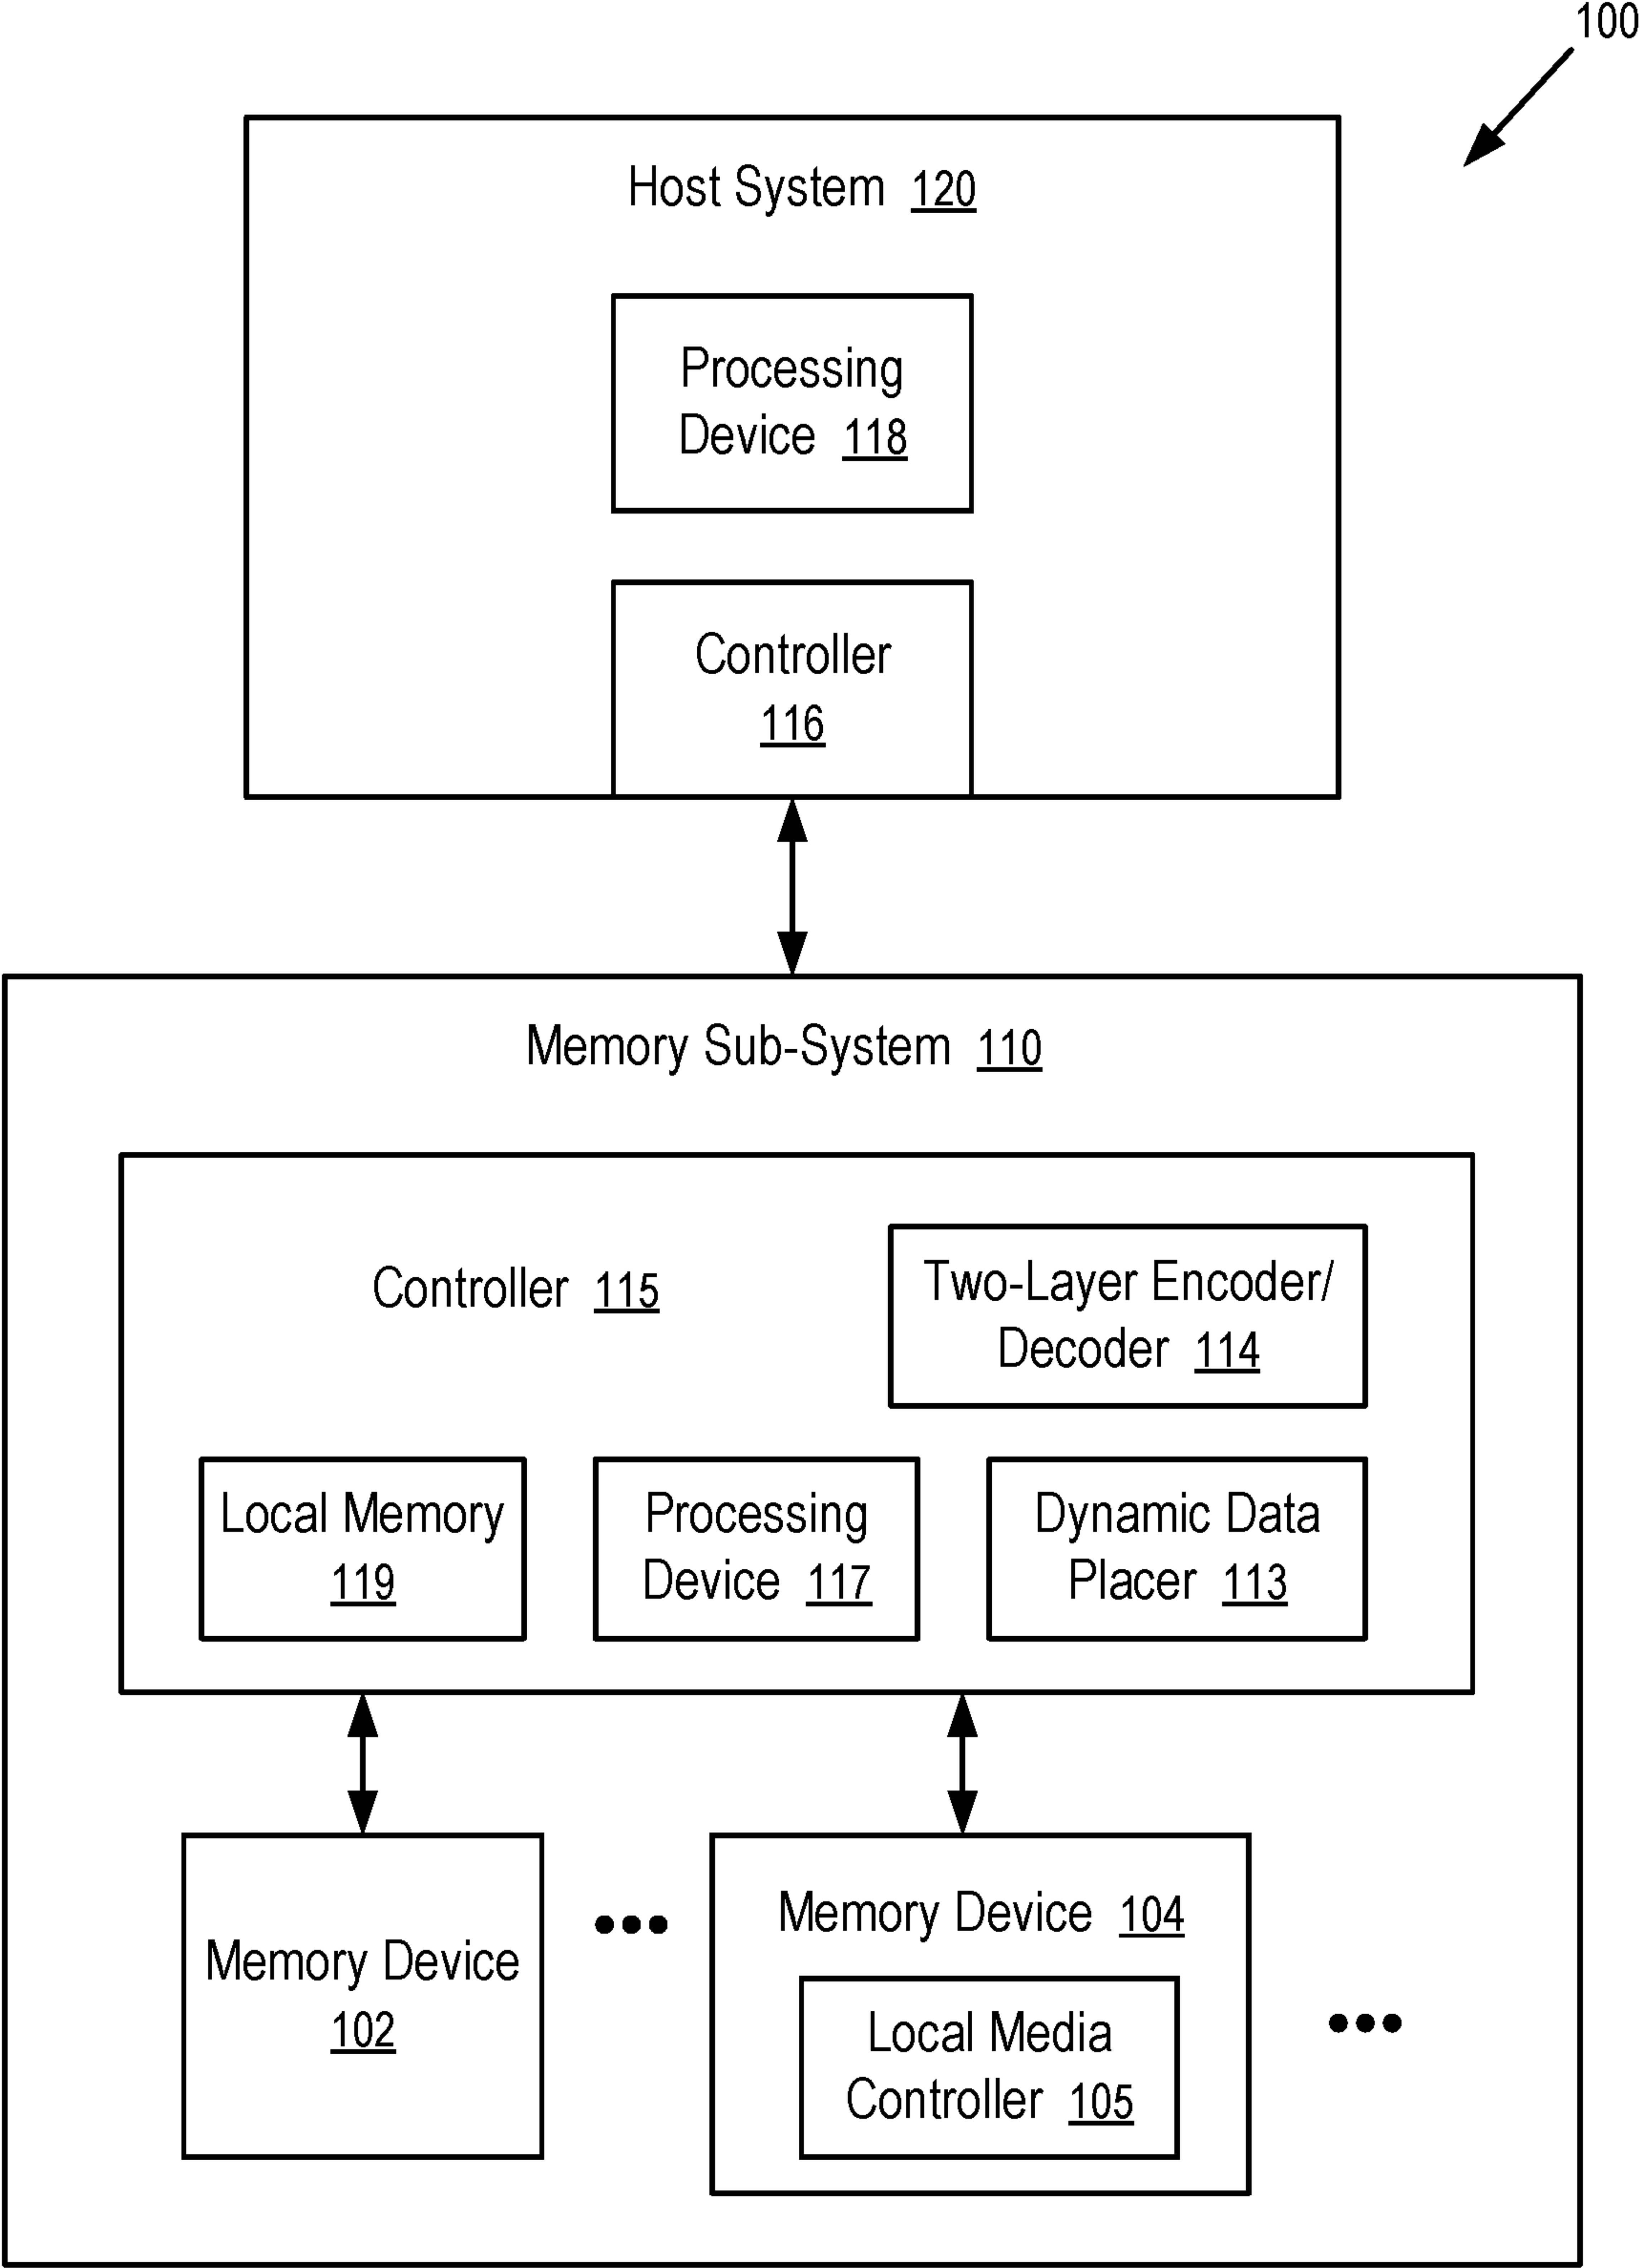 100
Host System 120
Processing
Device 118
Controller
116
Memory Sub-System 110
Controller 115
Two-Layer Encoder/
Decoder 114
Local Memory
119
Processing
Device 117
Dynamic Data
Placer 113
Memory Device
102
Memory Device 104
Local Media
Controller 105